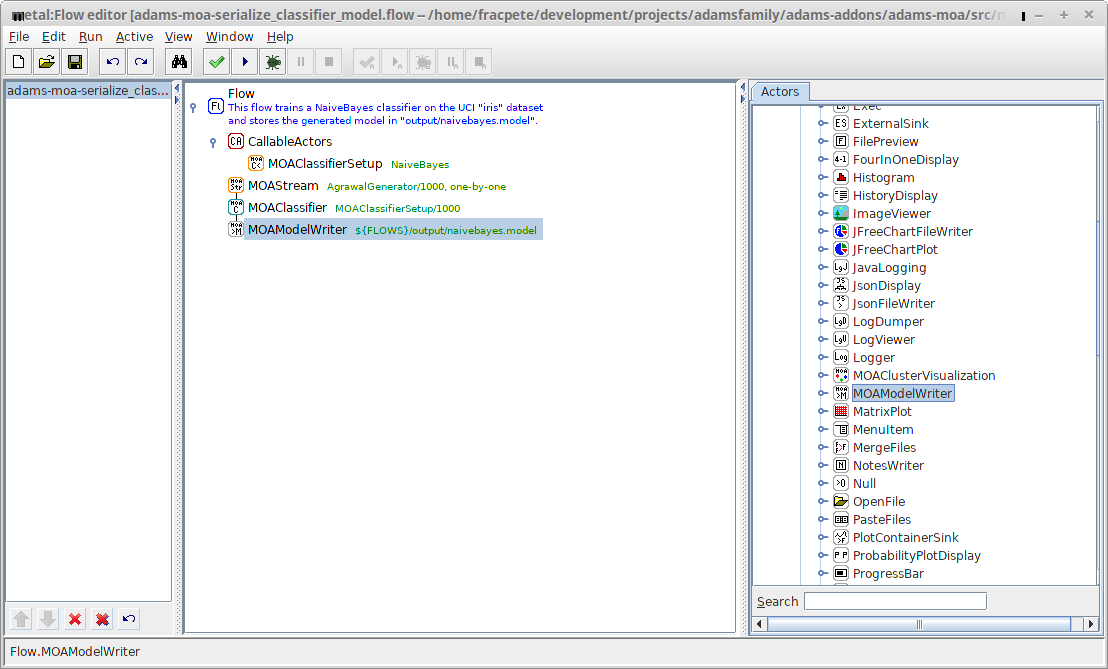 metal:Flow editor [adams-moa-serialize_classifier_model.flow -- /home/fracpete/development/projects/adamsfamily/adams-addons/adams-moa/src/m
File Edit Run Active View Window Help
adams-moa-serialize_clas...
Flow
This flow trains a NaiveBayes classifier on the UCI "iris" dataset
and stores the generated model in "output/naivebayes.model".
CallableActors
MOAClassifierSetup NaiveBayes
MOAStream AgrawalGenerator/1000, one-by-one
MOAClassifier MOAClassifierSetup/1000
MOAModelWriter ${FLOWS}/output/naivebayes.model
Actors
Exec
ExternalSink
FilePreview
FourInOneDisplay
Histogram
HistoryDisplay
ImageViewer
JFreeChartFileWriter
JFreeChartPlot
JavaLogging
JsonDisplay
JsonFileWriter
LogDumper
LogViewer
Logger
MOAClusterVisualization
MOAModelWriter
MatrixPlot
MenuItem
MergeFiles
NotesWriter
Null
OpenFile
PasteFiles
PlotContainerSink
ProbabilityPlotDisplay
ProgressBar
Search
Flow.MOAModelWriter